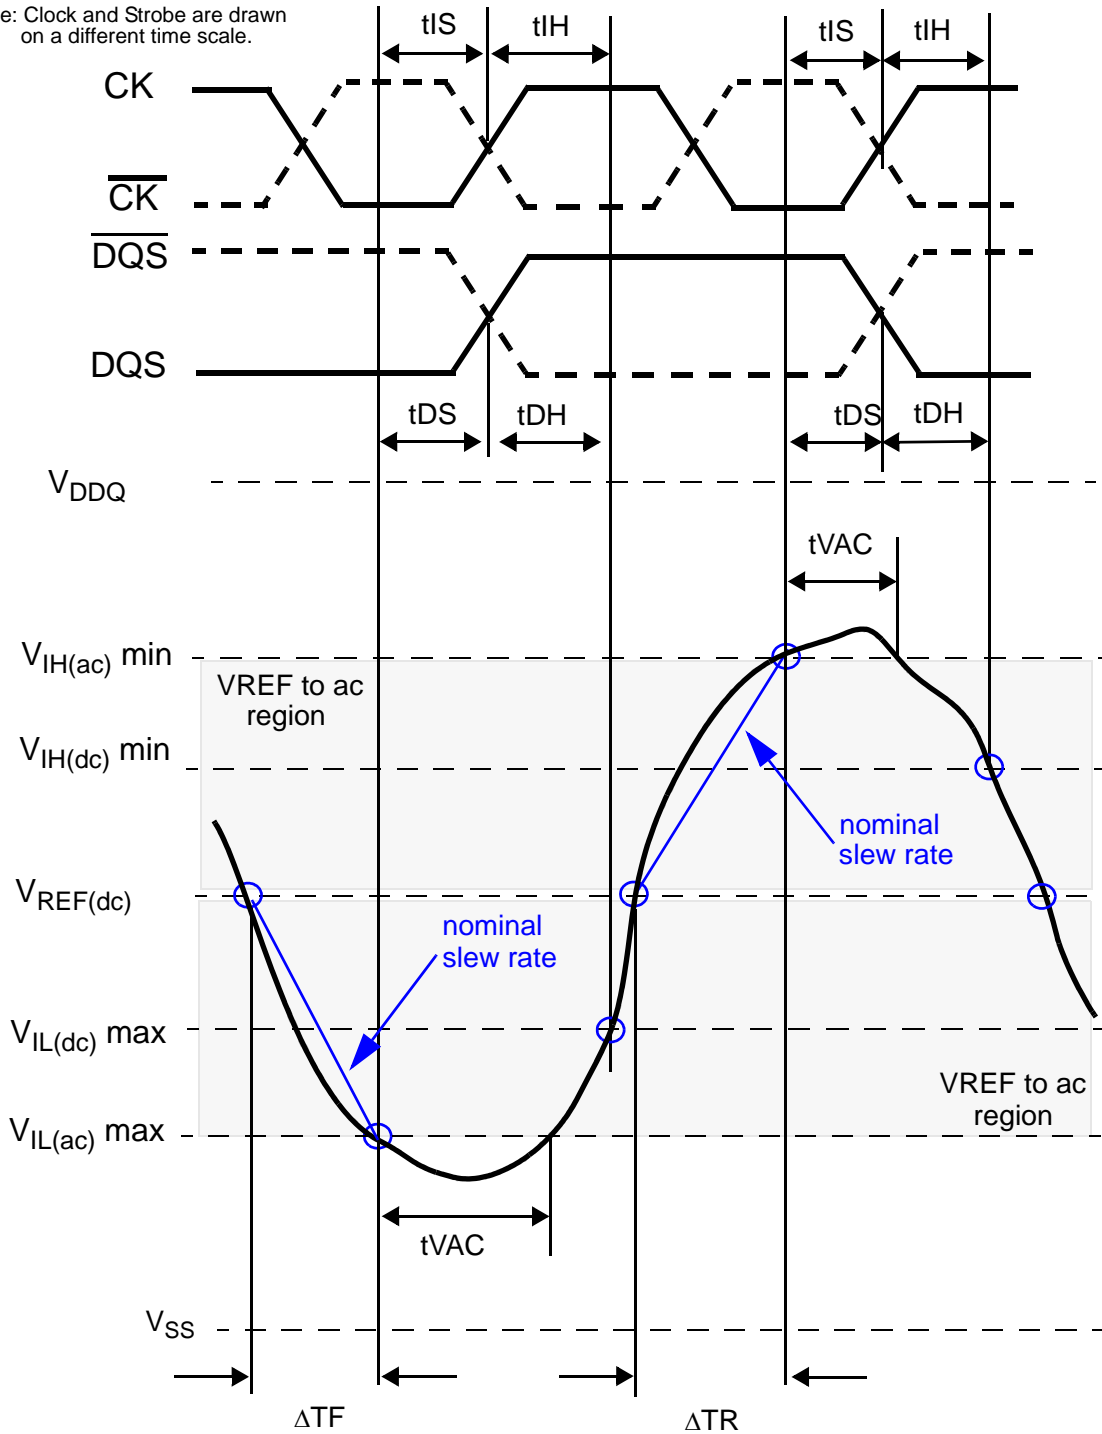 e: Clock and Strobe are drawn
on a different time scale.
tIS
tIH
tIS
tIH
CK
CK
DQS
DQS
tDS
tDH
tDS
tDH
VDDQ
tVAC
VIH(ac) min
VREF to ac
region
VIH(dc) min
nominal
slew rate
VREF(dc)
nominal
slew rate
VIL(dc) max
VREF to ac
region
VIL(ac) max
tVAC
VSS
ΔTF
ΔTR